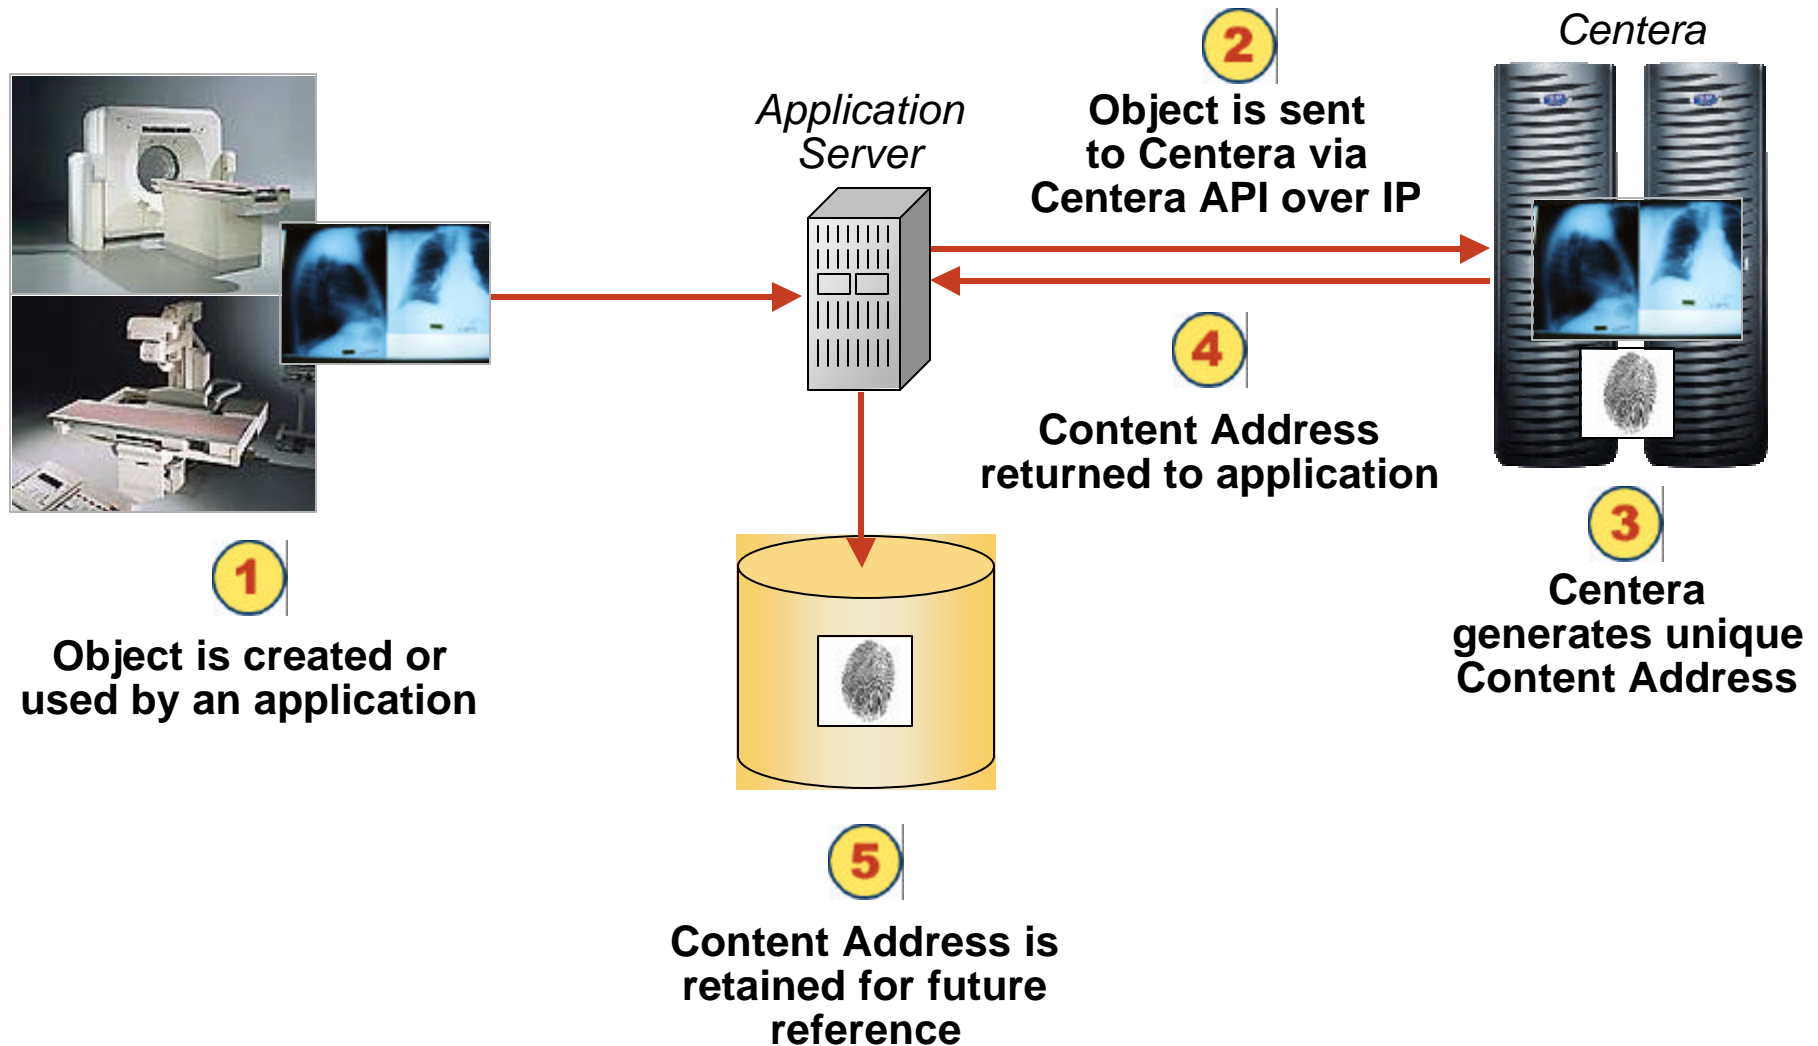 1
Object is created or
used by an application
Application
Server
2
Object is sent
to Centera via
Centera API over IP
Centera
3
Centera
generates unique
Content Address
4
Content Address
returned to application
5
Content Address is
retained for future
reference